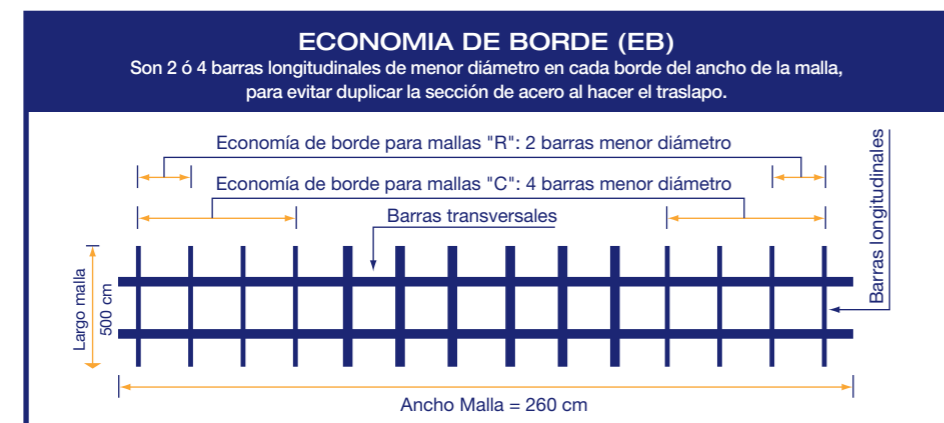 ECONOMIA DE BORDE (EB)
Son 2 ó 4 barras longitudinales de menor diámetro en cada borde del ancho de la malla,
para evitar duplicar la sección de acero al hacer el traslapo.
Economía de borde para mallas "R": 2 barras menor diámetro
Economía de borde para mallas "C": 4 barras menor diámetro
Barras transversales
Barras longitudinales
Largo malla
500 cm
Ancho Malla = 260 cm